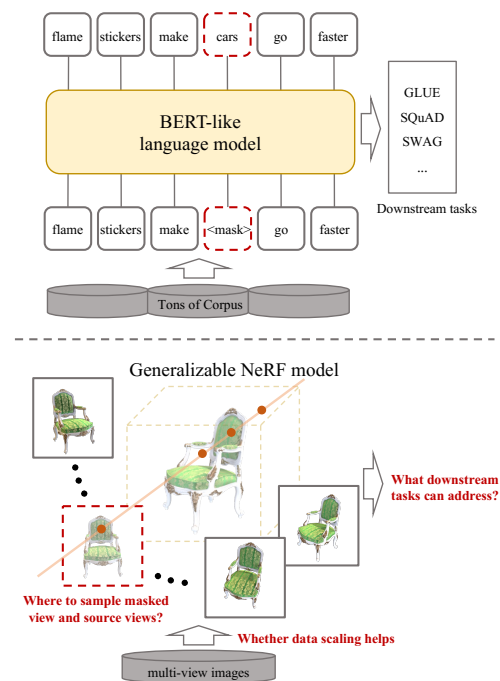 flame stickers make cars go faster
BERT-like
language model
GLUE
SQuAD
SWAG
...
Downstream tasks
flame stickers make <mask> go faster
Tons of Corpus
Generalizable NeRF model
What downstream
tasks can address?
Where to sample masked
view and source views?
Whether data scaling helps
multi-view images